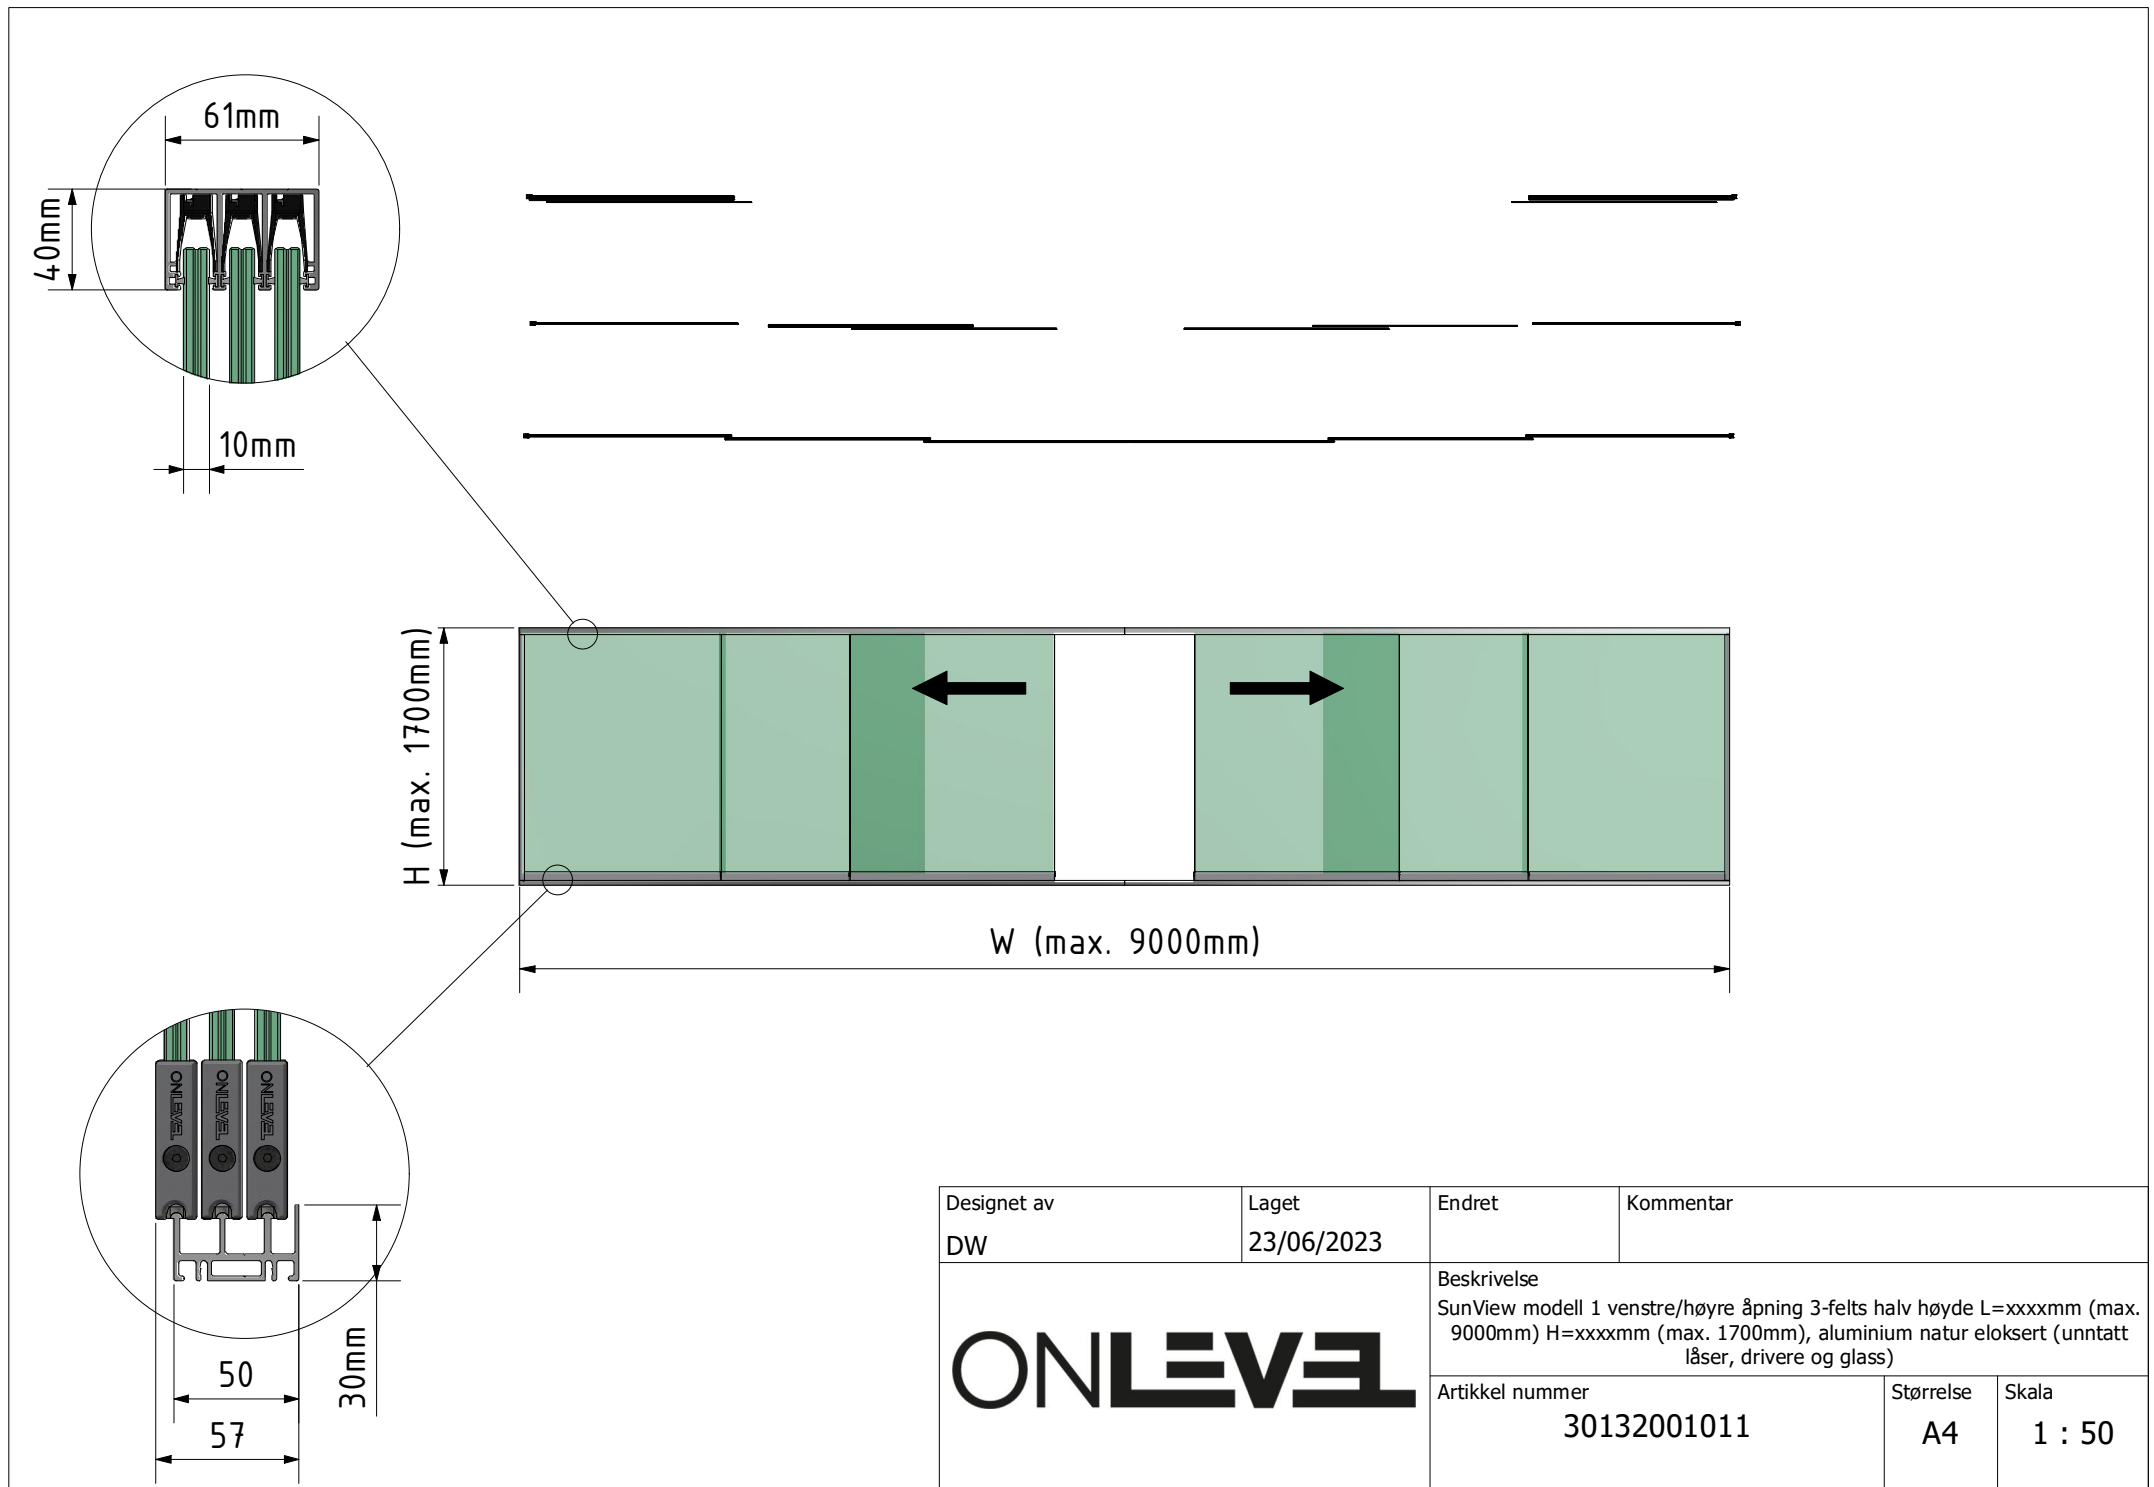 61mm
40mm
10mm
H (max. 1700mm)
W (max. 9000mm)
ONLEVEL
ONLEVEL
ONLEVEL
30mm
50
57
Designet av
DW
Laget
23/06/2023
Endret
Kommentar
ONLEVEL
Beskrivelse
SunView modell 1 venstre/høyre åpning 3-felts halv høyde L=xxxxmm (max.
9000mm) H=xxxxmm (max. 1700mm), aluminium natur eloksert (unntatt
låser, drivere og glass)
Artikkel nummer
30132001011
Størrelse
A4
Skala
1 : 50